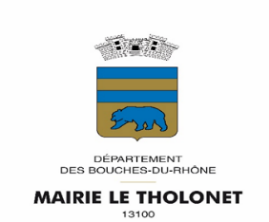 DÉPARTEMENT
DES BOUCHES-DU-RHÔNE
MAIRIE LE THOLONET
13100